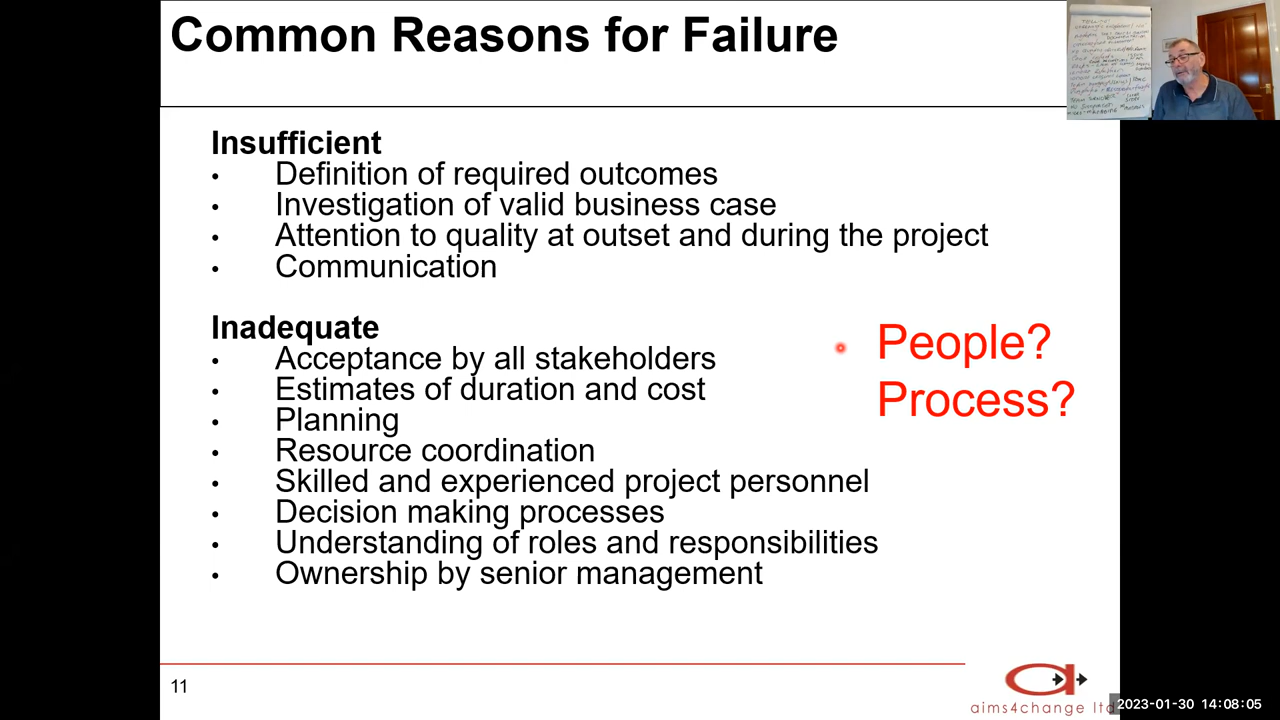 Common Reasons for Failure
Insufficient
• Definition of required outcomes
• Investigation of valid business case
• Attention to quality at outset and during the project
• Communication
Inadequate
• Acceptance by all stakeholders
• Estimates of duration and cost
• Planning
• Resource coordination
• Skilled and experienced project personnel
• Decision making processes
• Understanding of roles and responsibilities
• Ownership by senior management
People?
Process?
11
aims4change ltd
2023-01-30 14:08:05